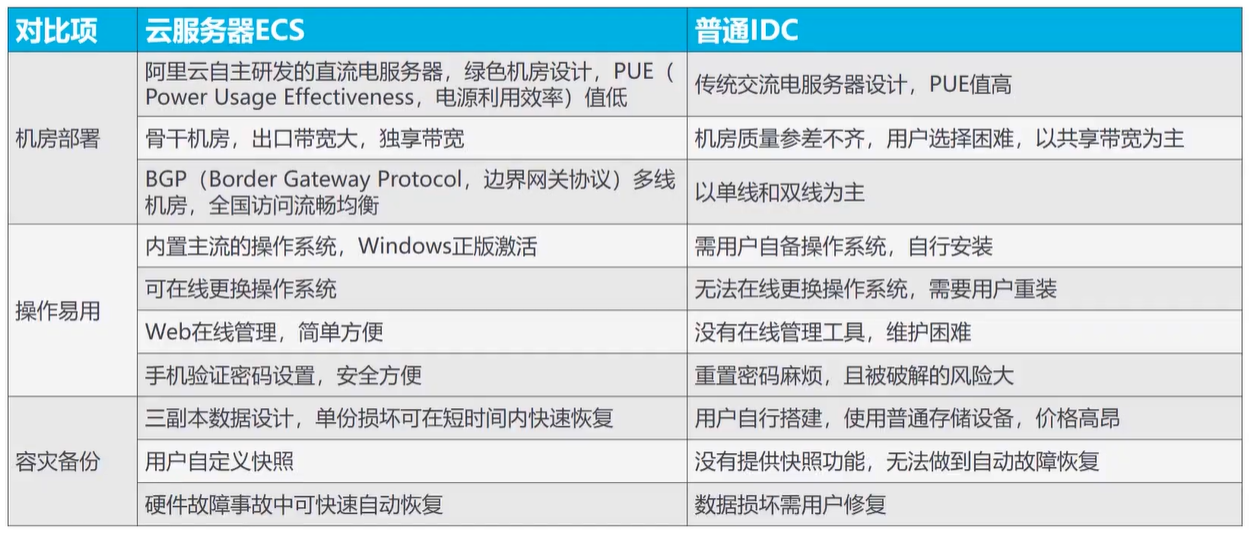 对比项
云服务器ECS
普通IDC
机房部署
阿里云自主研发的直流电服务器，绿色机房设计，PUE（
Power Usage Effectiveness，电源利用效率）值低
传统交流电服务器设计，PUE值高
骨干机房，出口带宽大，独享带宽
机房质量参差不齐，用户选择困难，以共享带宽为主
BGP（Border Gateway Protocol，边界网关协议）多线
机房，全国访问流畅均衡
以单线和双线为主
操作易用
内置主流的操作系统，Windows正版激活
需用户自备操作系统，自行安装
可在线更换操作系统
无法在线更换操作系统，需要用户重装
Web在线管理，简单方便
没有在线管理工具，维护困难
手机验证密码设置，安全方便
重置密码麻烦，且被破解的风险大
容灾备份
三副本数据设计，单份损坏可在短时间内快速恢复
用户自行搭建，使用普通存储设备，价格高昂
用户自定义快照
没有提供快照功能，无法做到自动故障恢复
硬件故障事故中可快速自动恢复
数据损坏需用户修复